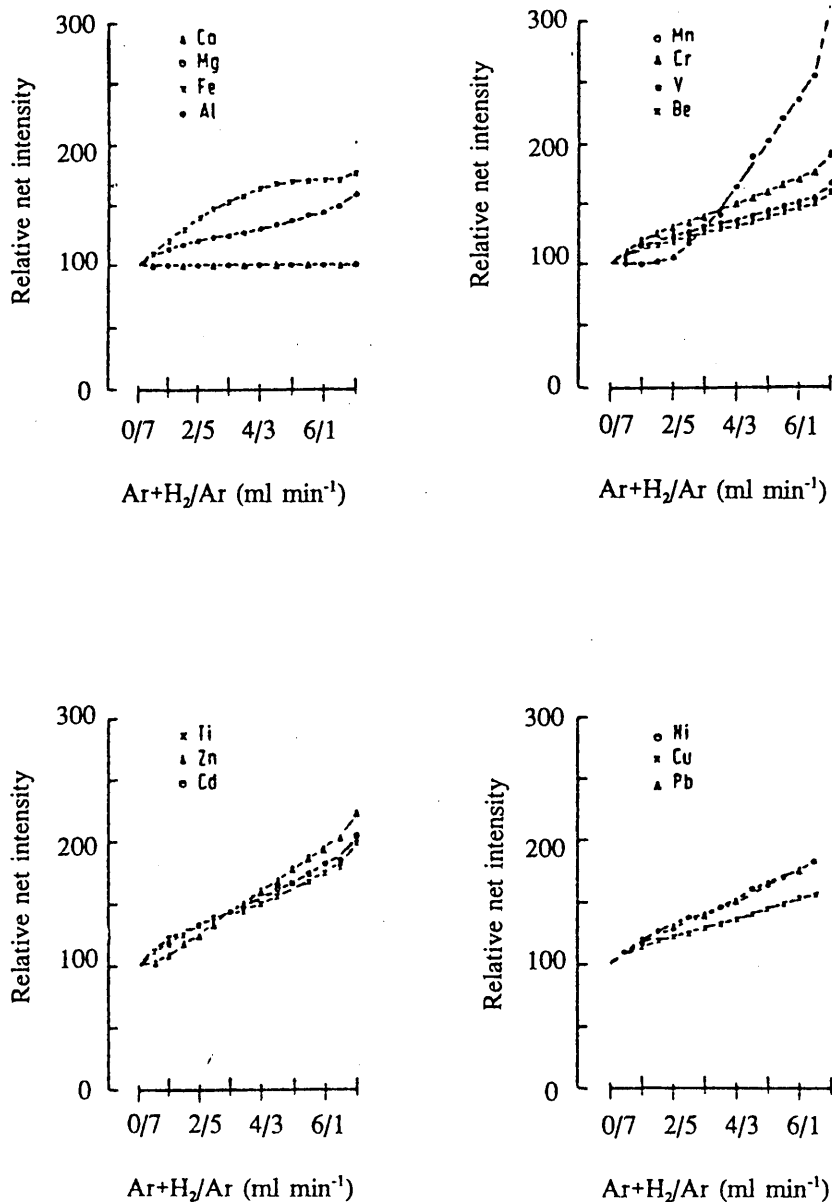 300
200
100
0
Relative net intensity
Ca
Mg
Fe
Al
0/7 2/5 4/3 6/1
Ar+H₂/Ar (ml min⁻¹)
300
200
100
0
Relative net intensity
Mn
Cr
V
Be
0/7 2/5 4/3 6/1
Ar+H₂/Ar (ml min⁻¹)
300
200
100
0
Relative net intensity
Ti
Zn
Cd
0/7 2/5 4/3 6/1
Ar+H₂/Ar (ml min⁻¹)
300
200
100
0
Relative net intensity
Ni
Cu
Pb
0/7 2/5 4/3 6/1
Ar+H₂/Ar (ml min⁻¹)